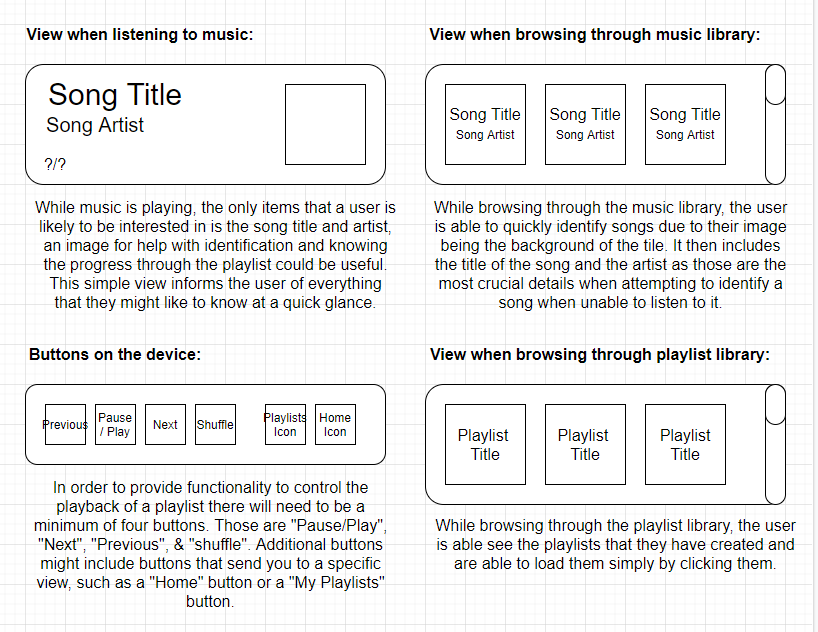 View when listening to music:
Song Title
Song Artist
?/?
While music is playing, the only items that a user is
likely to be interested in is the song title and artist,
an image for help with identification and knowing
the progress through the playlist could be useful.
This simple view informs the user of everything
that they might like to know at a quick glance.
View when browsing through music library:
Song Title Song Title Song Title
Song Artist Song Artist Song Artist
While browsing through the music library, the user
is able to quickly identify songs due to their image
being the background of the tile. It then includes
the title of the song and the artist as those are the
most crucial details when attempting to identify a
song when unable to listen to it.
Buttons on the device:
Previous
Pause
/ Play
Next
Shuffle
Playlists
Icon
Home
Icon
In order to provide functionality to control the
playback of a playlist there will need to be a
minimum of four buttons. Those are "Pause/Play",
"Next", "Previous", & "shuffle". Additional buttons
might include buttons that send you to a specific
view, such as a "Home" button or a "My Playlists"
button.
View when browsing through playlist library:
Playlist Playlist Playlist
Title Title Title
While browsing through the playlist library, the user
is able see the playlists that they have created and
are able to load them simply by clicking them.